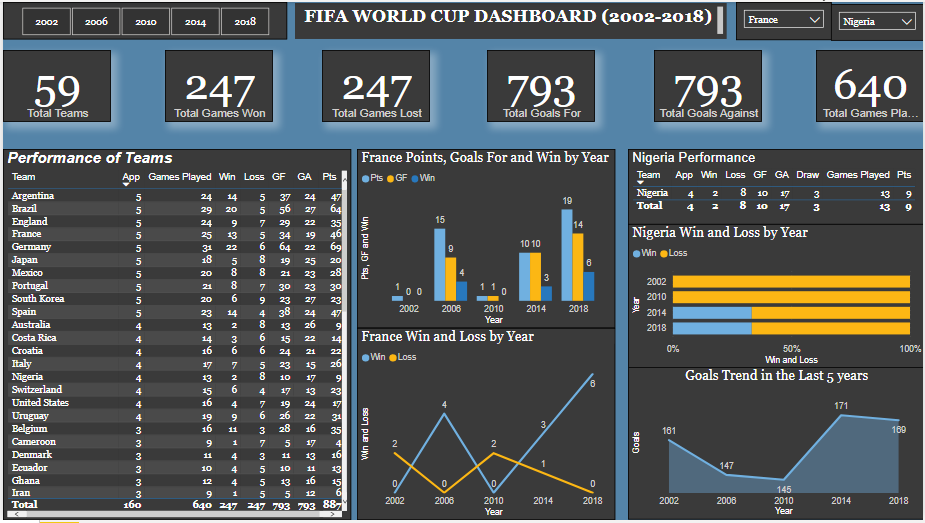 2002 2006 2010 2014 2018
FIFA WORLD CUP DASHBOARD (2002-2018)
France
Nigeria
59
Total Teams
247
Total Games Won
247
Total Games Lost
793
Total Goals For
793
Total Goals Against
640
Total Games Pla...
Performance of Teams
Team App Games Played Win Loss GF GA Pts
Argentina 5 24 14 5 37 24 47
Brazil 5 29 20 5 56 27 64
England 5 24 9 7 29 22 35
France 5 25 13 5 34 19 46
Germany 5 31 22 6 64 22 69
Japan 5 18 5 8 19 25 20
Mexico 5 20 8 8 21 23 28
Portugal 5 21 8 7 30 23 30
South Korea 5 20 6 9 23 27 23
Spain 5 23 14 4 38 24 47
Australia 4 13 2 8 13 26 9
Costa Rica 4 14 3 6 15 22 14
Croatia 4 16 6 6 24 21 22
Italy 4 17 7 5 23 15 26
Nigeria 4 13 2 8 10 17 9
Switzerland 4 15 6 4 17 13 23
United States 4 16 4 7 19 24 17
Uruguay 4 19 9 6 26 22 31
Belgium 3 16 11 3 28 16 35
Cameroon 3 9 1 7 5 17 4
Denmark 3 11 4 3 11 13 16
Ecuador 3 10 4 5 10 11 13
Ghana 3 12 4 5 13 16 15
Iran 3 9 1 5 5 12 6
Total 160 640 247 247 793 793 887
France Points, Goals For and Win by Year
Pts GF Win
Pts, GF and Win
1 0 0
15 9 4
1 1 0
10 10 3
19 14 6
2002 2006 2010 2014 2018
Year
France Win and Loss by Year
Win Loss
Win and Loss
2 4 2 3 6
0 0 0 1 0
2002 2006 2010 2014 2018
Year
Nigeria Performance
Team App Win Loss GF GA Draw Games Played Pts
Nigeria 4 2 8 10 17 3 13 9
Total 4 2 8 10 17 3 13 9
Nigeria Win and Loss by Year
Win Loss
Year
2002
2010
2014
2018
0% 50% 100%
Win and Loss
Goals Trend in the Last 5 years
Goals
161 147 145 171 169
2002 2006 2010 2014 2018
Year